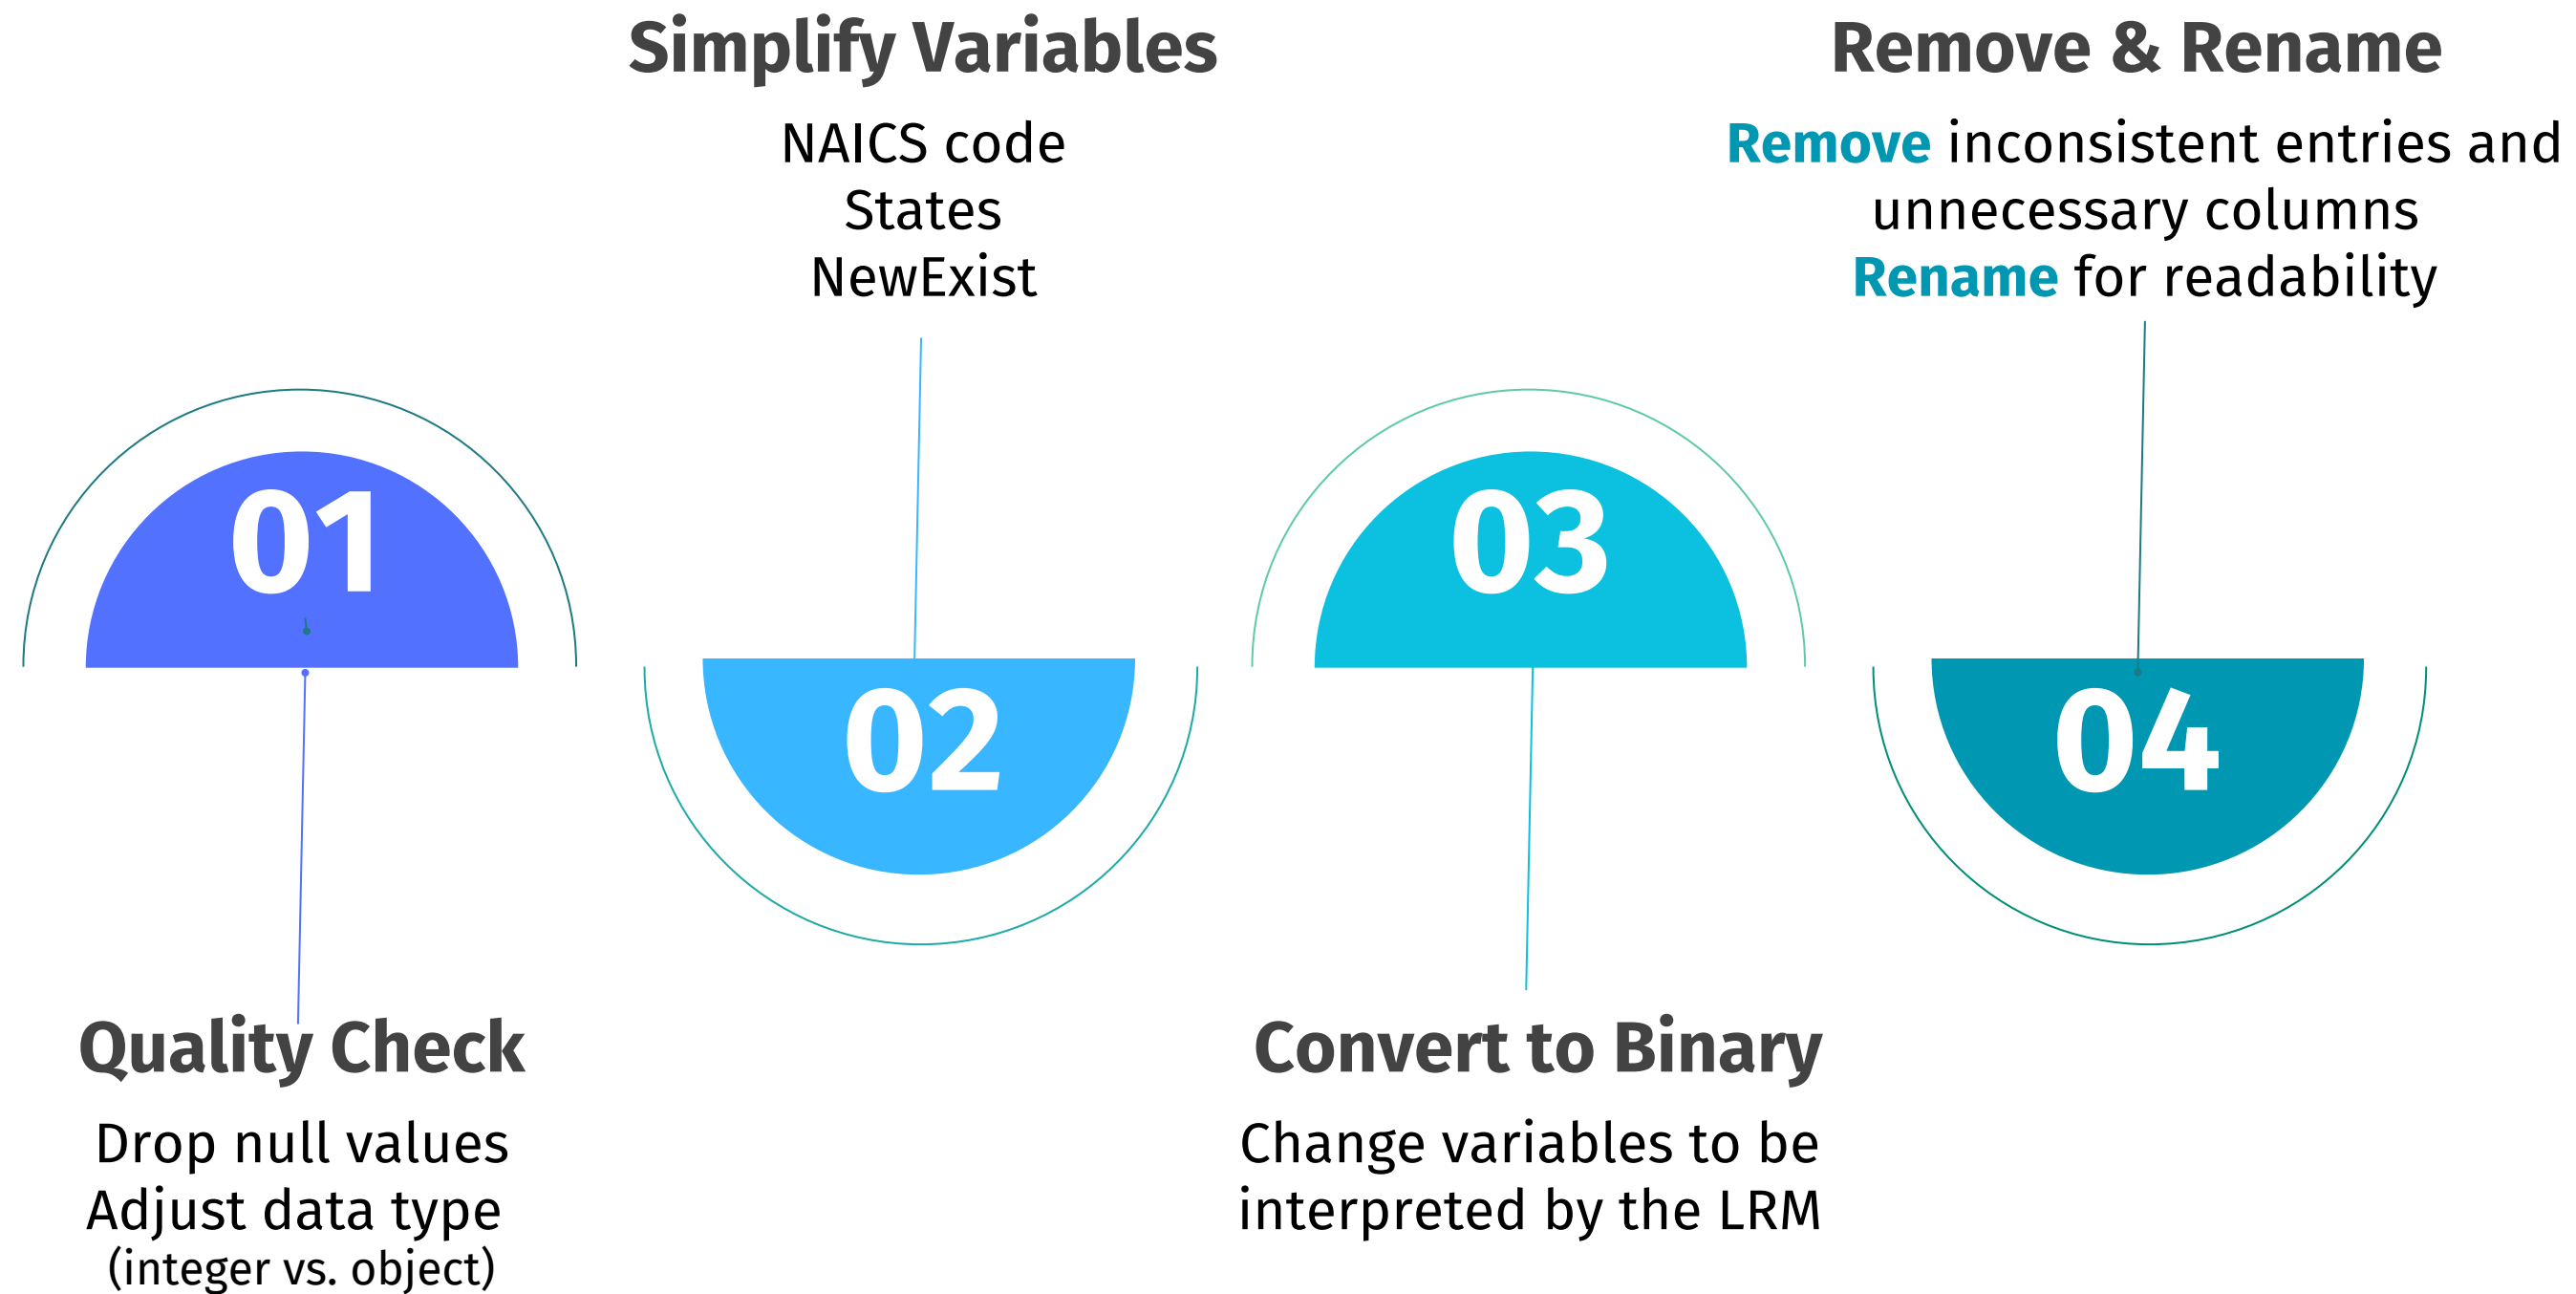 01
Quality Check
Drop null values
Adjust data type
(integer vs. object)
Simplify Variables
NAICS code
States
NewExist
02
03
Convert to Binary
Change variables to be
interpreted by the LRM
Remove & Rename
Remove inconsistent entries and
unnecessary columns
Rename for readability
04